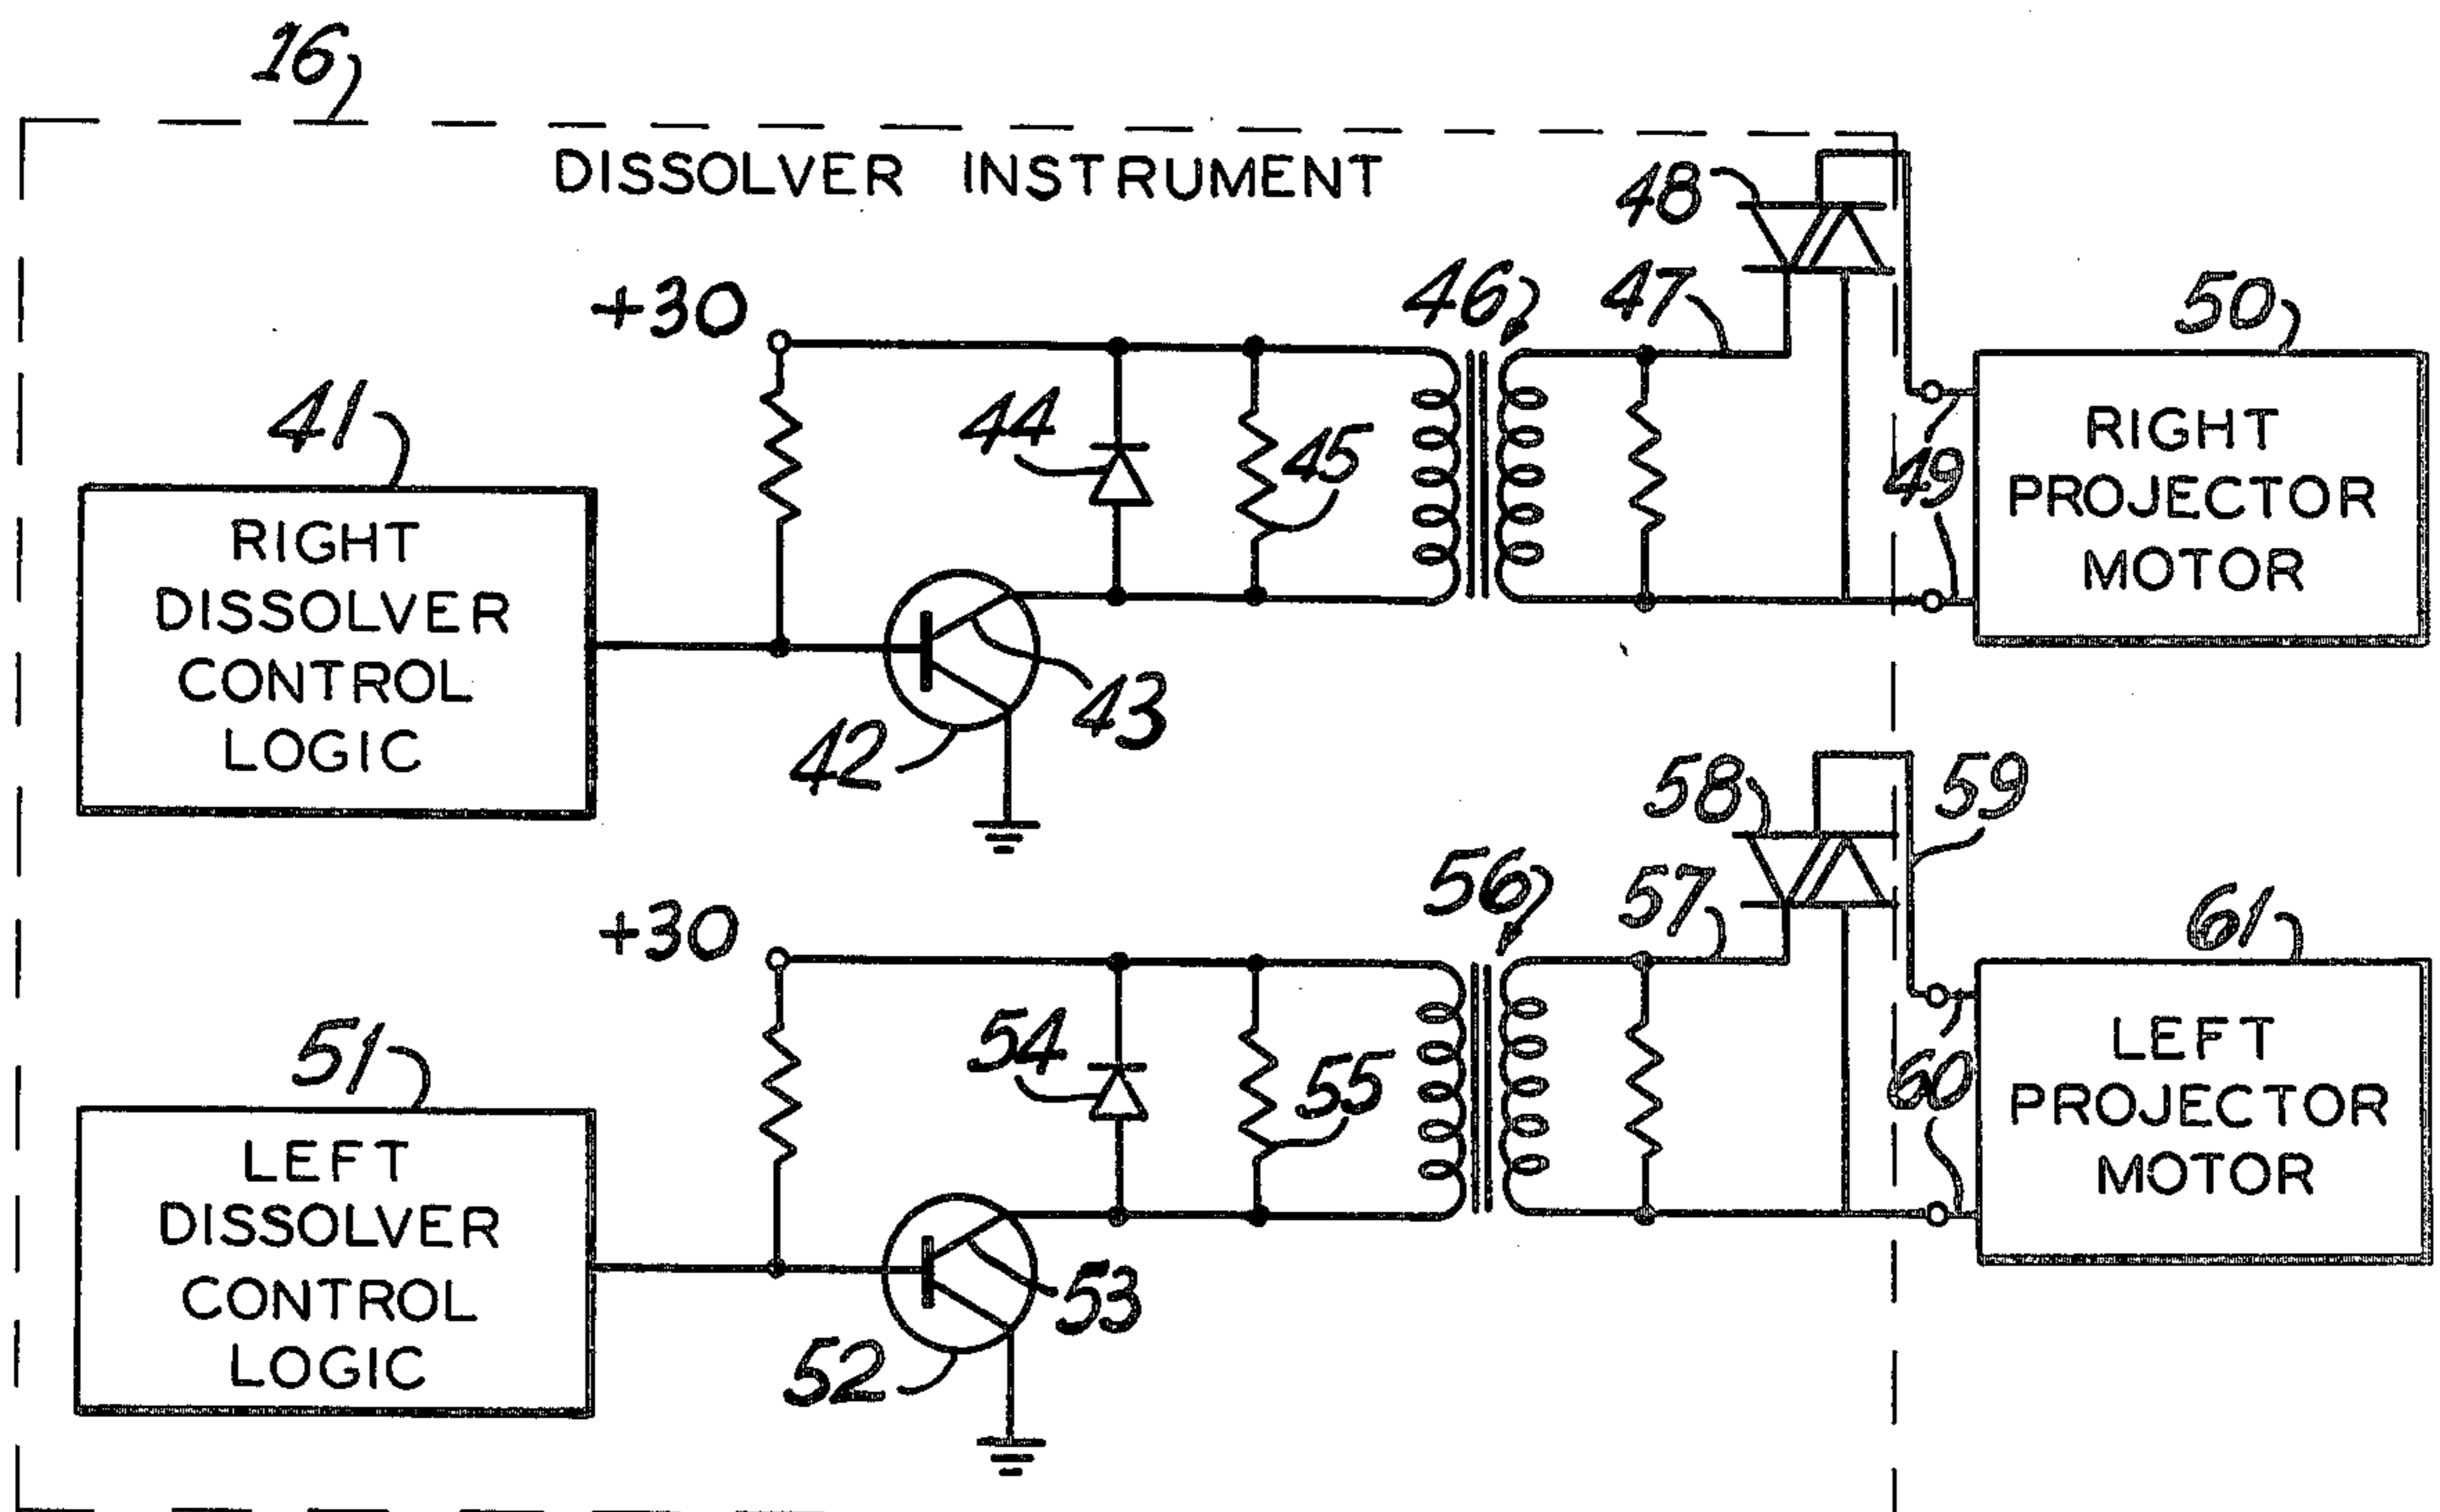 16
DISSOLVER INSTRUMENT
48
+30
46
47
50
41
44
45
49
RIGHT
PROJECTOR
MOTOR
RIGHT
DISSOLVER
CONTROL
LOGIC
43
42
58
59
+30
56
57
61
51
54
55
60
LEFT
PROJECTOR
MOTOR
LEFT
DISSOLVER
CONTROL
LOGIC
53
52